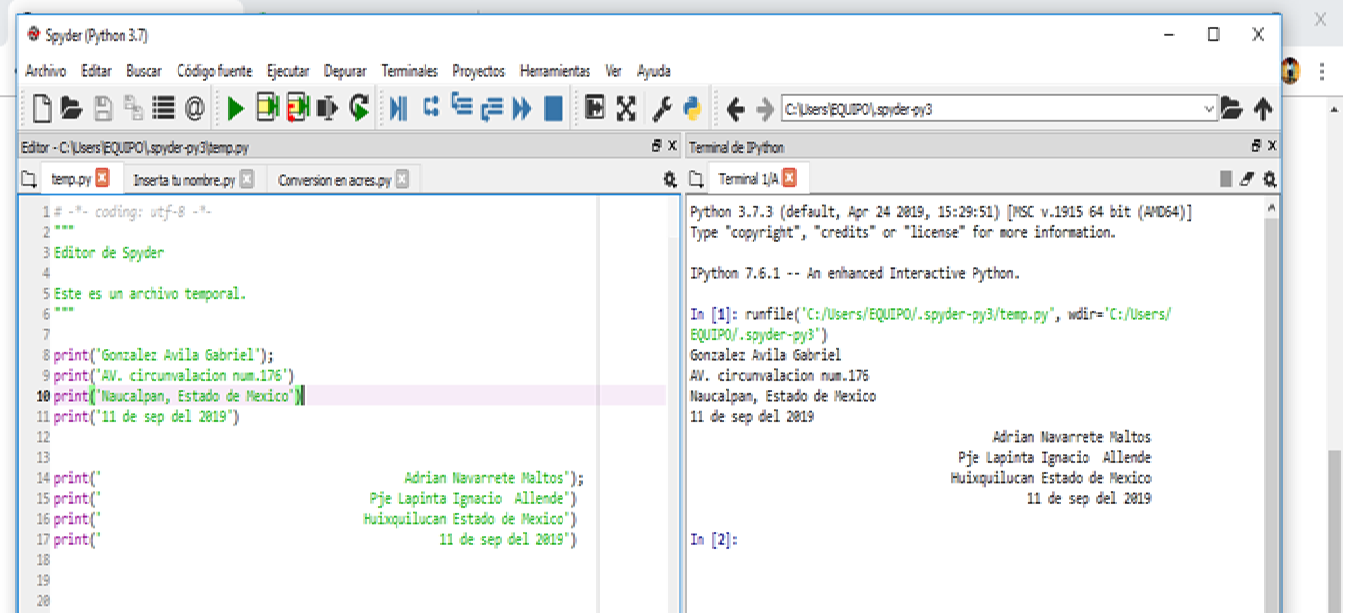 Spyder (Python 3.7)
Archivo Editar Buscar Código fuente Ejecutar Depurar Terminales Proyectos Herramientas Ver Ayuda
C:\Users\EQUIPO\.spyder-py3
Editor - C:\Users\EQUIPO\.spyder-py3\temp.py
temp.py Inserta tu nombre.py Conversion en acres.py
1 # -*- coding: utf-8 -*-
2 """
3 Editor de Spyder
4
5 Este es un archivo temporal.
6 """
7
8 print("Gonzalez Avila Gabriel");
9 print("AV. circunvalacion num.176")
10 print("Naucalpan, Estado de Mexico")
11 print("11 de sep del 2019")
12
13
14 print("                    Adrian Navarrete Maltos");
15 print("                    Pje Lapinta Ignacio  Allende")
16 print("                    Huixquilucan Estado de Mexico")
17 print("                    11 de sep del 2019")
18
19
20
Terminal de IPython
Terminal 1/A
Python 3.7.3 (default, Apr 24 2019, 15:29:51) [MSC v.1915 64 bit (AMD64)]
Type "copyright", "credits" or "license" for more information.
IPython 7.6.1 -- An enhanced Interactive Python.
In [1]: runfile('C:/Users/EQUIPO/.spyder-py3/temp.py', wdir='C:/Users/
EQUIPO/.spyder-py3')
Gonzalez Avila Gabriel
AV. circunvalacion num.176
Naucalpan, Estado de Mexico
11 de sep del 2019
Adrian Navarrete Maltos
Pje Lapinta Ignacio  Allende
Huixquilucan Estado de Mexico
11 de sep del 2019
In [2]: